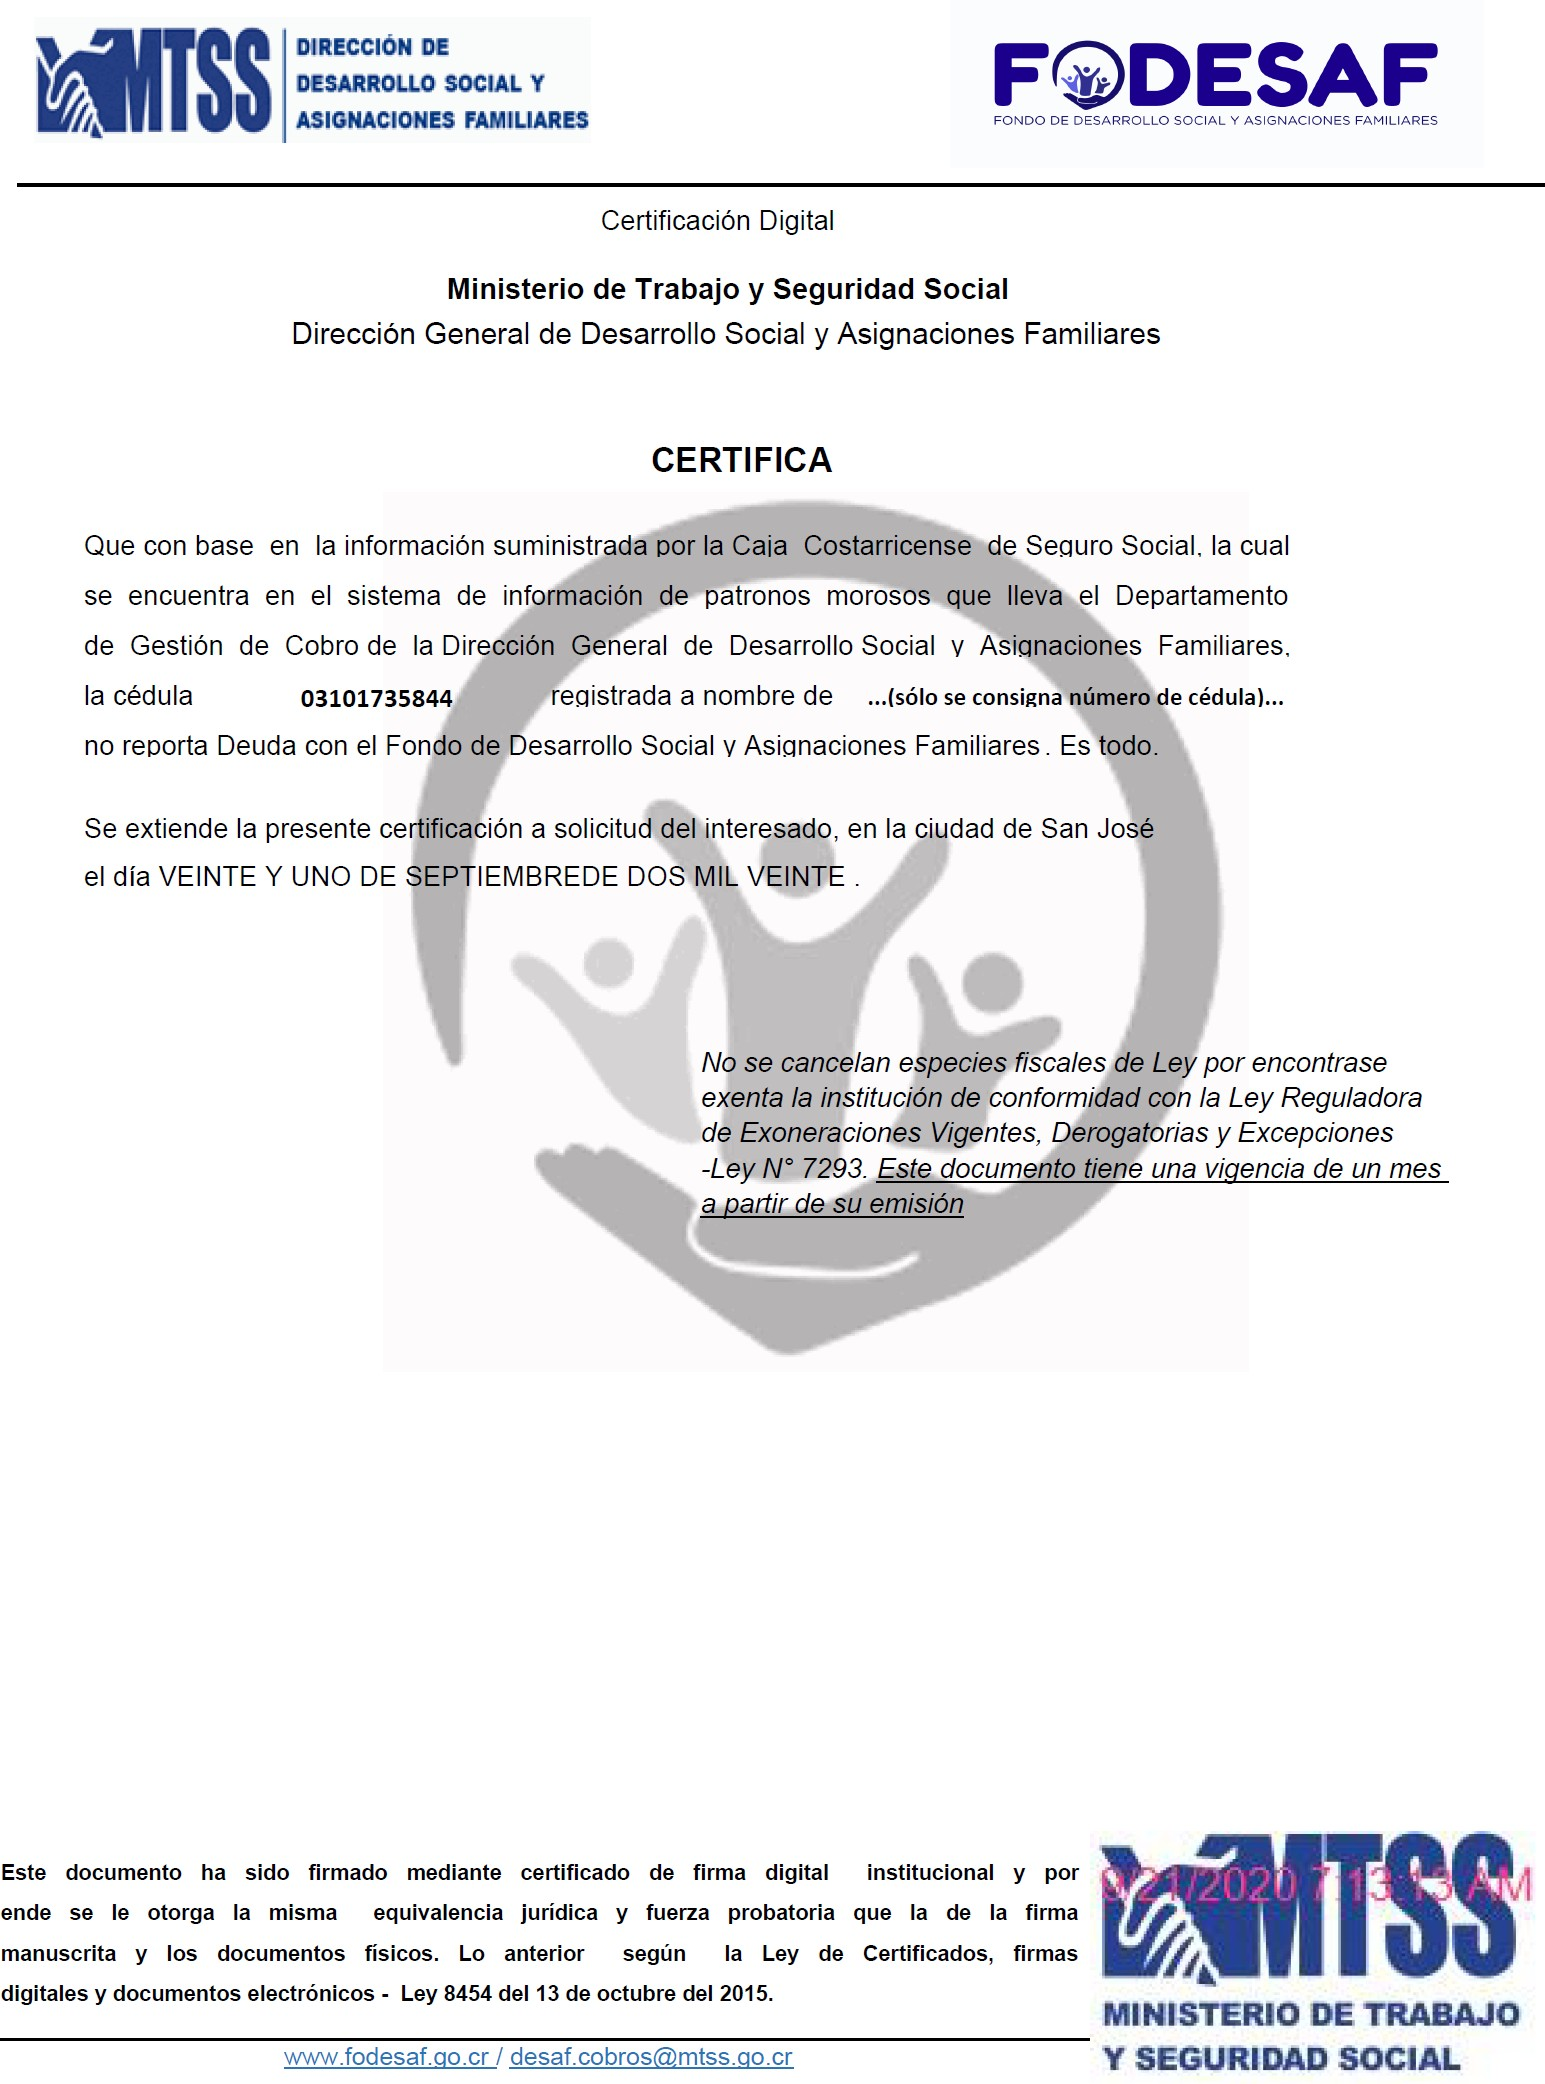 MTSS
DIRECCIÓN DE
DESARROLLO SOCIAL Y
ASIGNACIONES FAMILIARES
FODESAF
FONDO DE DESARROLLO SOCIAL Y ASIGNACIONES FAMILIARES
Certificación Digital
Ministerio de Trabajo y Seguridad Social
Dirección General de Desarrollo Social y Asignaciones Familiares
CERTIFICA
Que con base en la información suministrada por la Caja Costarricense de Seguro Social, la cual
se encuentra en el sistema de información de patronos morosos que lleva el Departamento
de Gestión de Cobro de la Dirección General de Desarrollo Social y Asignaciones Familiares,
la cédula 03101735844 registrada a nombre de ...(sólo se consigna número de cédula)...
no reporta Deuda con el Fondo de Desarrollo Social y Asignaciones Familiares . Es todo.
Se extiende la presente certificación a solicitud del interesado, en la ciudad de San José
el día VEINTE Y UNO DE SEPTIEMBREDE DOS MIL VEINTE .
No se cancelan especies fiscales de Ley por encontrase
exenta la institución de conformidad con la Ley Reguladora
de Exoneraciones Vigentes, Derogatorias y Excepciones
-Ley N° 7293. Este documento tiene una vigencia de un mes
a partir de su emisión
Este documento ha sido firmado mediante certificado de firma digital institucional y por
ende se le otorga la misma equivalencia jurídica y fuerza probatoria que la de la firma
manuscrita y los documentos físicos. Lo anterior según la Ley de Certificados, firmas
digitales y documentos electrónicos - Ley 8454 del 13 de octubre del 2015.
www.fodesaf.go.cr / desaf.cobros@mtss.go.cr
9/21/2020 7:13:13 AM
MTSS
MINISTERIO DE TRABAJO
Y SEGURIDAD SOCIAL